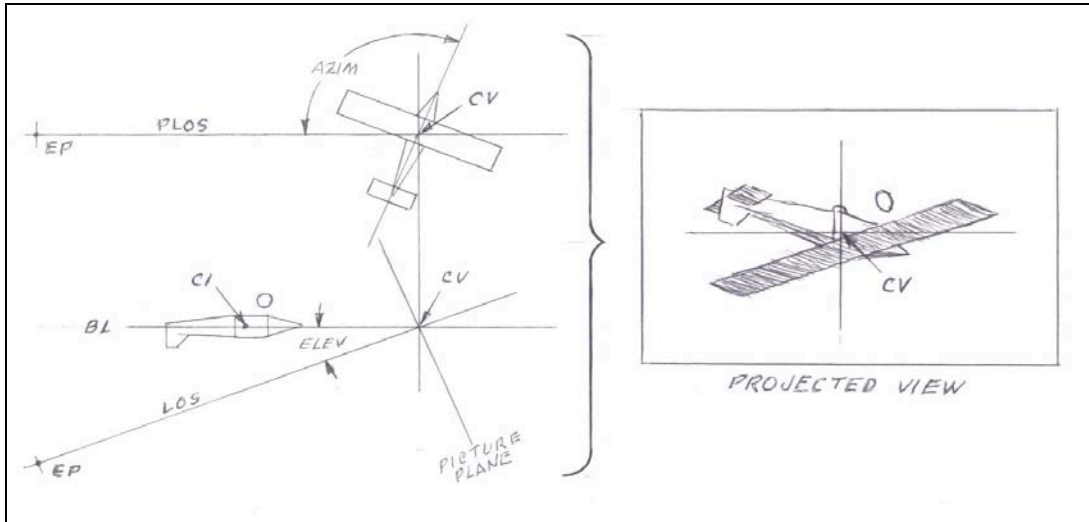 AZIM
CV
PLOS
EP
CV
CI
BL
ELEV
LOS
EP
PICTURE
PLANE
CV
PROJECTED VIEW